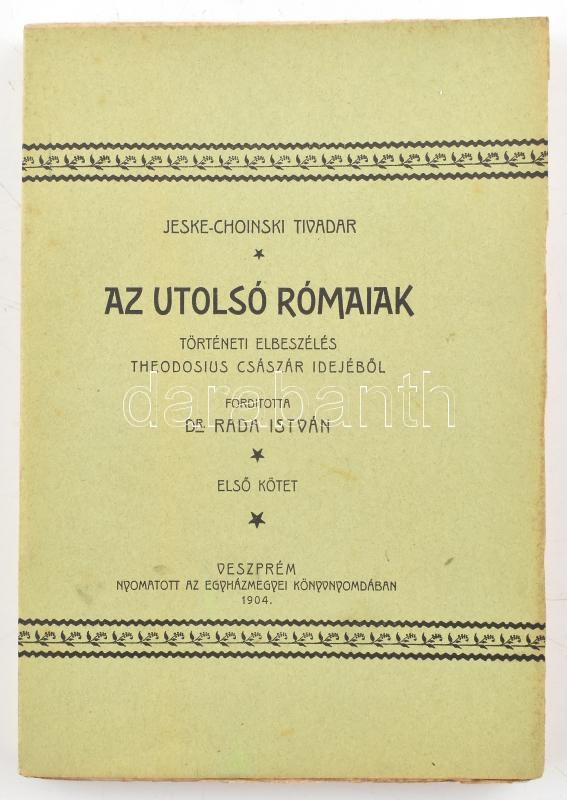 JESKE-CHOINSKI TIVADAR
AZ UTOLSÓ RÓMAIAK
TÖRTÉNETI ELBESZÉLÉS
THEODOSIUS CSÁSZÁR IDEJÉBŐL
FORDITOTTA
DR. RADA ISTVÁN
darabanth
ELSŐ KÖTET
VESZPRÉM
NYOMATOTT AZ EGYHÁZMEGYEI KÖNYVNYOMDÁBAN
1904.